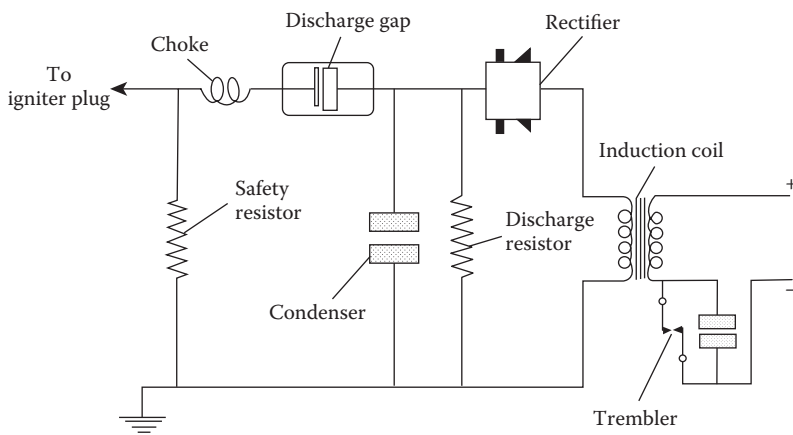 Discharge gap
Choke
Rectifier
To
igniter plug
Induction coil
+
Safety
resistor
Discharge
resistor
Condenser
–
Trembler